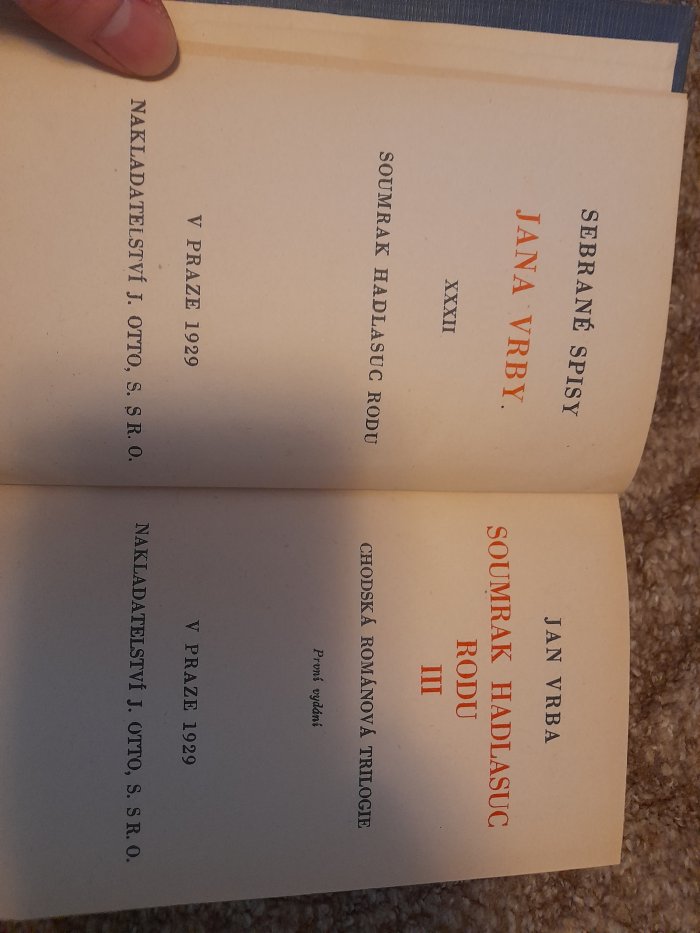 SEBRANÉ SPISY
JANA VRBY
XXXII
SOUMRAK HADLASUC RODU
V PRAZE 1929
NAKLADATELSTVÍ J. OTTO, S. S R. O.
JAN VRBA
SOUMRAK HADLASUC
RODU
III
CHODSKÁ ROMÁNOVÁ TRILOGIE
První vydání
V PRAZE 1929
NAKLADATELSTVÍ J. OTTO, S. S R. O.